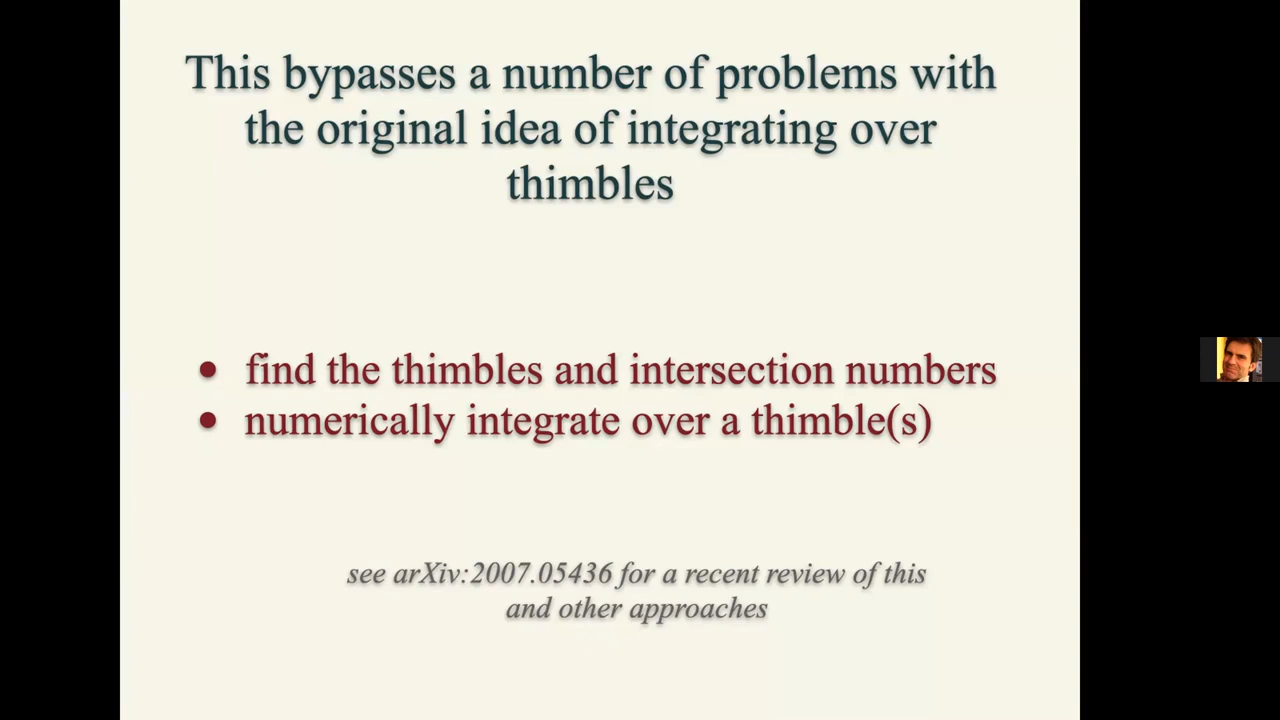 This bypasses a number of problems with
the original idea of integrating over
thimbles
• find the thimbles and intersection numbers
• numerically integrate over a thimble(s)
see arXiv:2007.05436 for a recent review of this
and other approaches